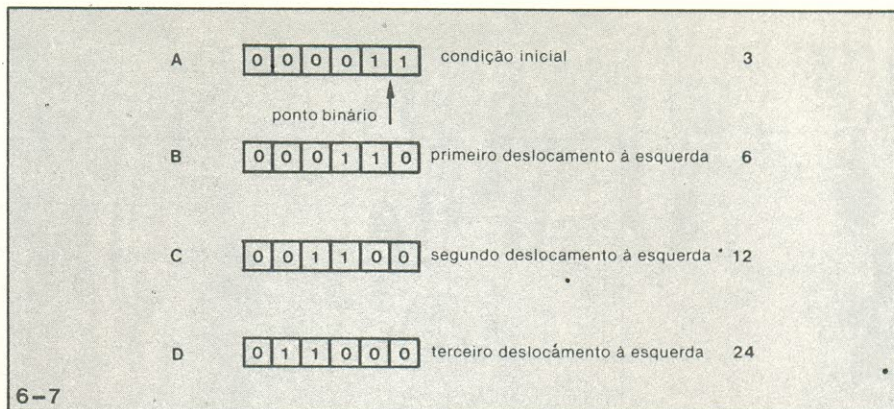 A 0 0 0 0 1 1 condição inicial 3
ponto binário
B 0 0 0 1 1 0 primeiro deslocamento à esquerda 6
C 0 0 1 1 0 0 segundo deslocamento à esquerda 12
D 0 1 1 0 0 0 terceiro deslocamento à esquerda 24
6-7